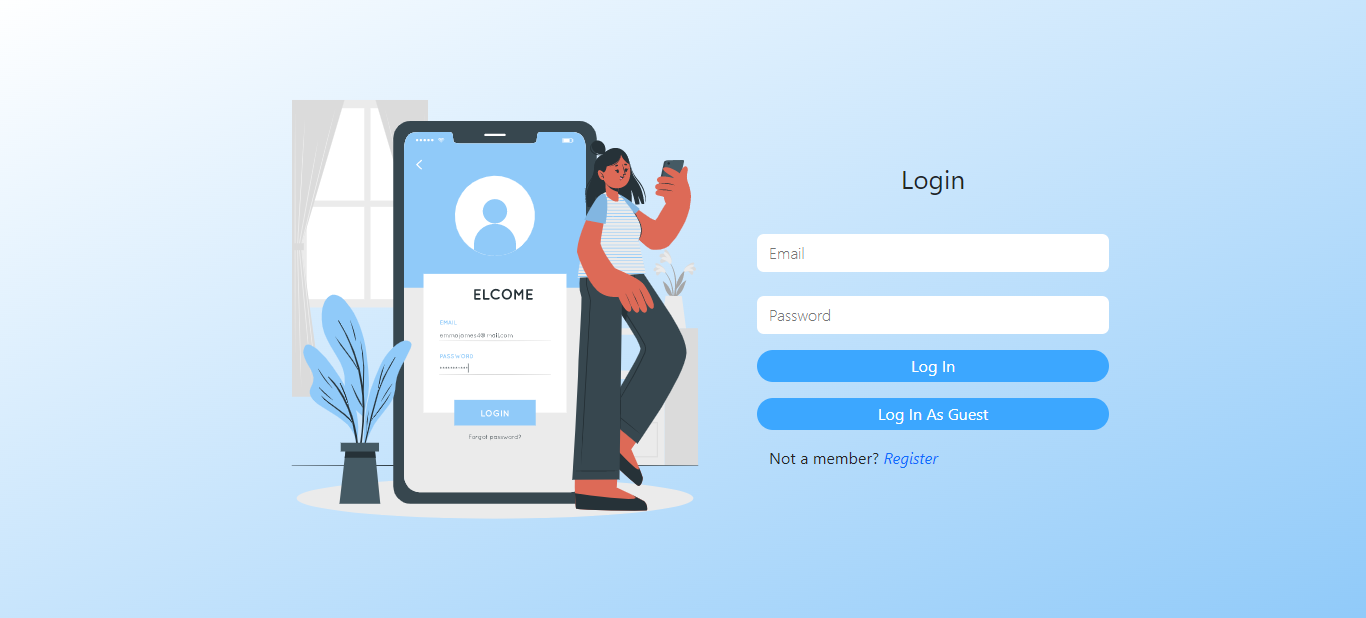 ELCOME
EMAIL
emmajames4@mail.com
PASSWORD
***********
LOGIN
Forgot password?
Login
Email
Password
Log In
Log In As Guest
Not a member? Register